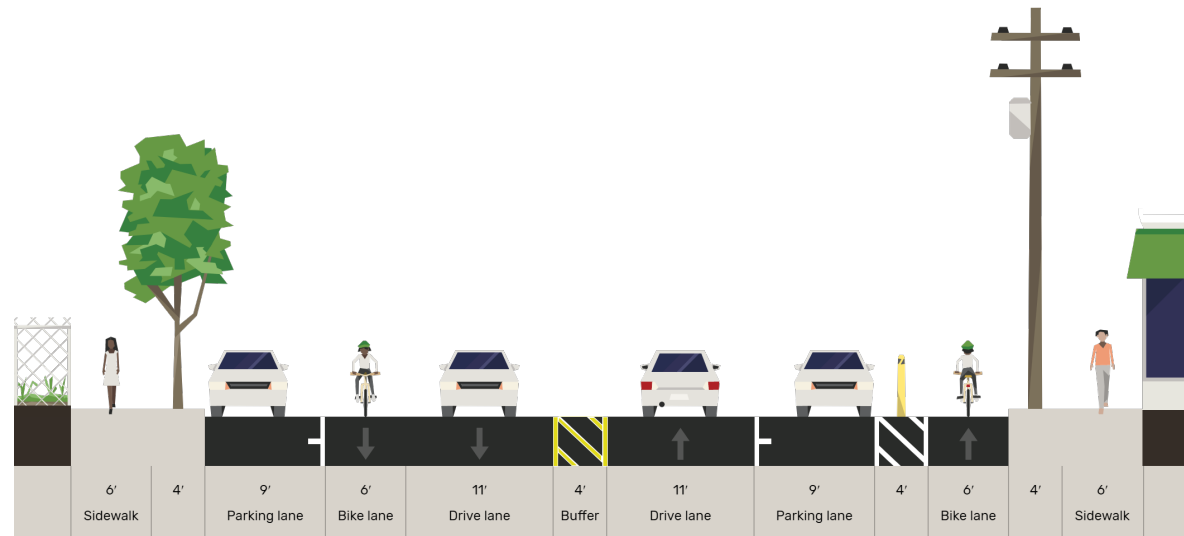 6′ 4′ 9′ 6′ 11′ 4′ 11′ 9′ 4′ 6′ 4′ 6′
Sidewalk Parking lane Bike lane Drive lane Buffer Drive lane Parking lane Bike lane Sidewalk